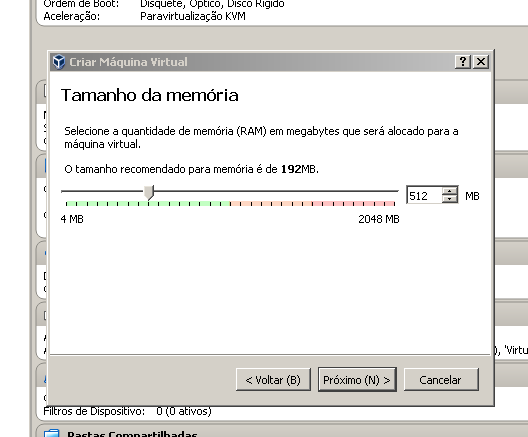 Ordem de Boot: Disquete, Óptico, Disco Rígido
Aceleração: Paravirtualização KVM
Criar Máquina Virtual
Tamanho da memória
Selecione a quantidade de memória (RAM) em megabytes que será alocado para a
máquina virtual.
O tamanho recomendado para memória é de 192MB.
512 MB
4 MB 2048 MB
), 'Virtu
< Voltar (B) Próximo (N) > Cancelar
Filtros de Dispositivo: 0 (0 ativos)
Pastas Compartilhadas